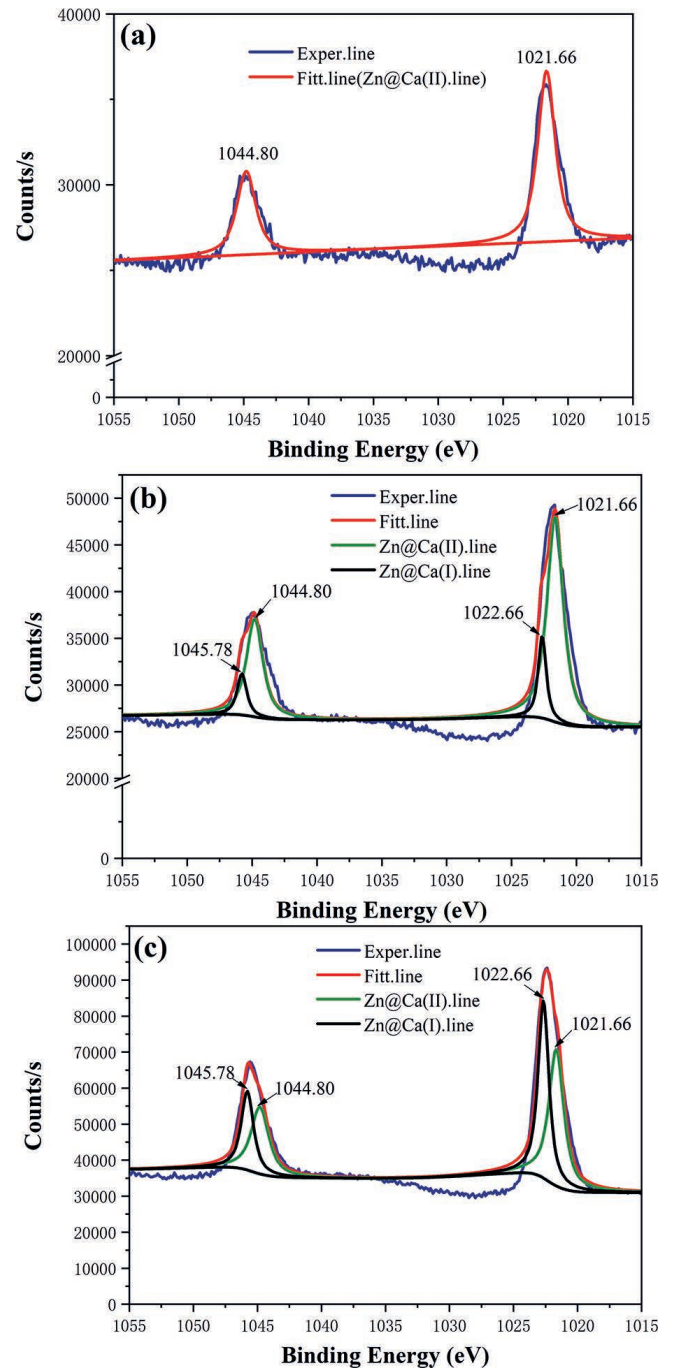 (a)
Exper.line
Fitt.line(Zn@Ca(II).line)
1021.66
1044.80
Counts/s
40000
30000
20000
0
1055 1050 1045 1040 1035 1030 1025 1020 1015
Binding Energy (eV)
(b)
Exper.line
Fitt.line
Zn@Ca(II).line
Zn@Ca(I).line
1021.66
1044.80
1022.66
1045.78
Counts/s
50000
45000
40000
35000
30000
25000
20000
0
1055 1050 1045 1040 1035 1030 1025 1020 1015
Binding Energy (eV)
(c)
Exper.line
Fitt.line
Zn@Ca(II).line
Zn@Ca(I).line
1022.66
1021.66
1045.78
1044.80
Counts/s
100000
90000
80000
70000
60000
50000
40000
30000
20000
10000
0
1055 1050 1045 1040 1035 1030 1025 1020 1015
Binding Energy (eV)